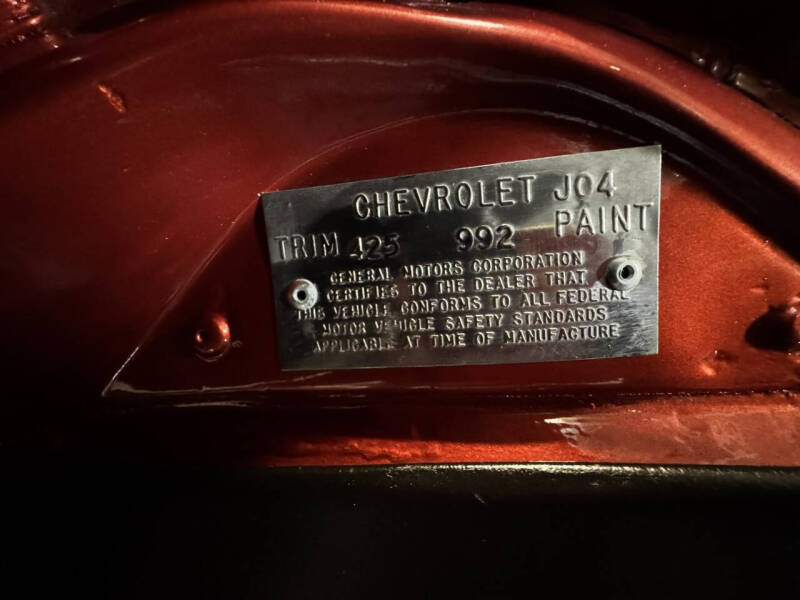 CHEVROLET J04
TRIM 425 992 PAINT
GENERAL MOTORS CORPORATION
CERTIFIES TO THE DEALER THAT
THIS VEHICLE CONFORMS TO ALL FEDERAL
MOTOR VEHICLE SAFETY STANDARDS
APPLICABLE AT TIME OF MANUFACTURE